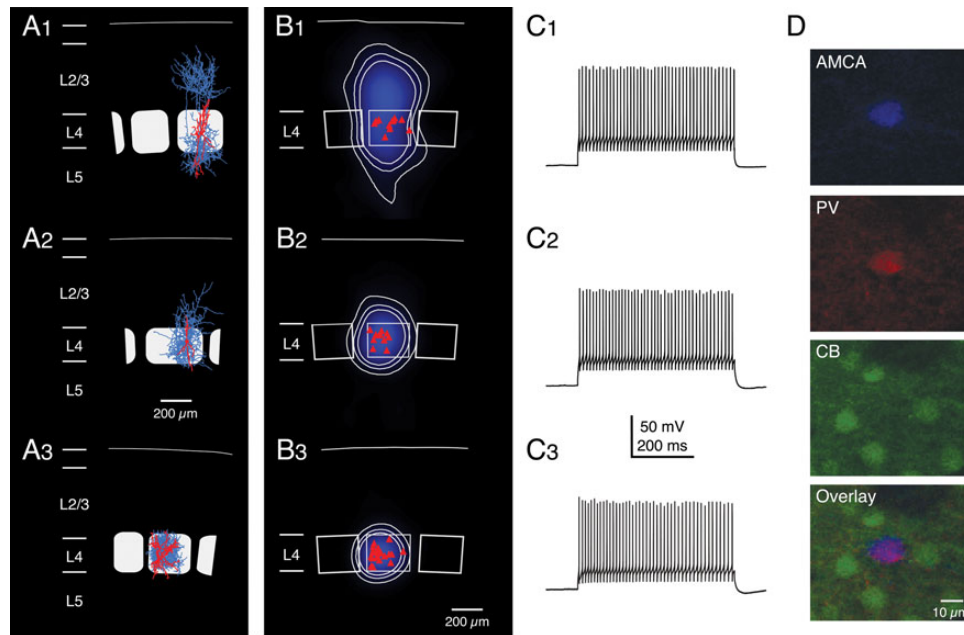 A1
L2/3
L4
L5
A2
L2/3
L4
L5
200 µm
A3
L2/3
L4
L5
B1
L4
B2
L4
B3
L4
200 µm
C1
C2
50 mV
200 ms
C3
D
AMCA
PV
CB
Overlay
10 µm